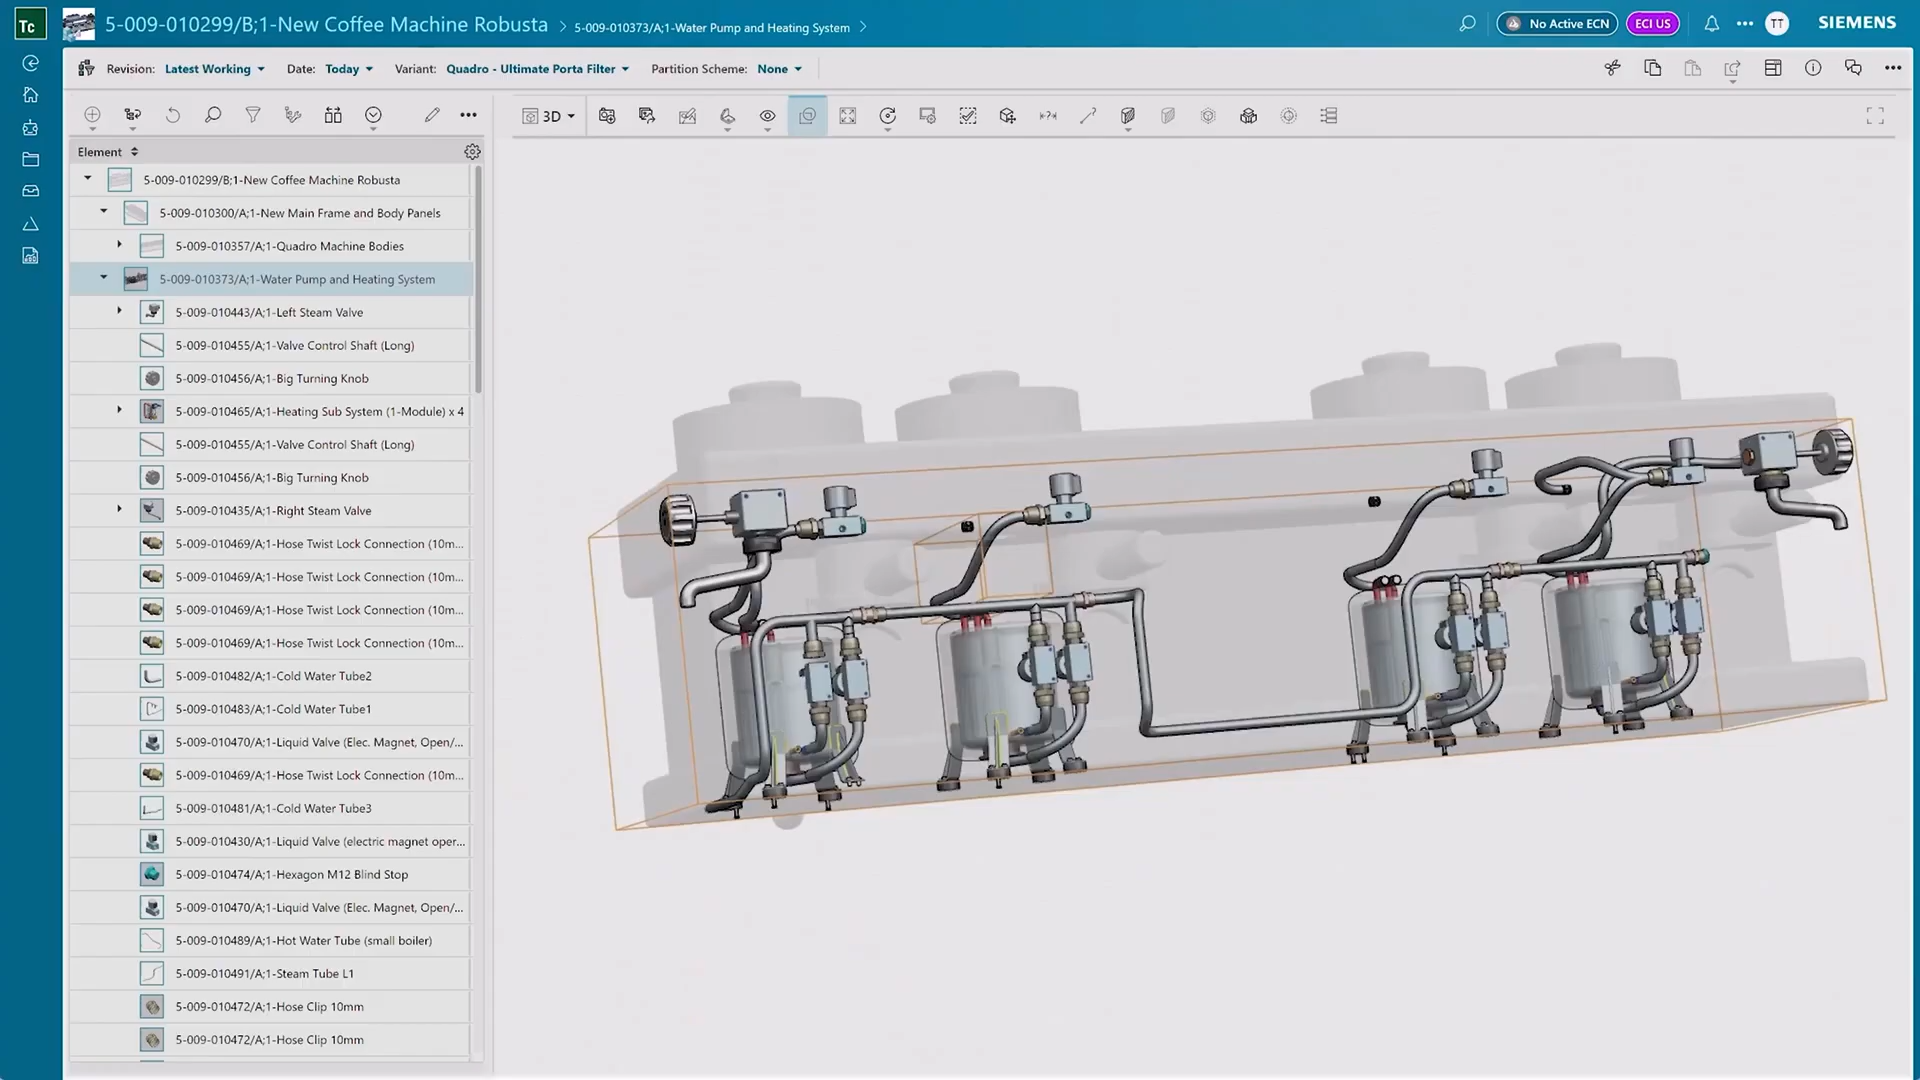 Tc
5-009-010299/B;1-New Coffee Machine Robusta
5-009-010373/A;1-Water Pump and Heating System
No Active ECN
ECI US
TT
SIEMENS
Revision: Latest Working
Date: Today
Variant: Quadro - Ultimate Porta Filter
Partition Scheme: None
3D
Element
5-009-010299/B;1-New Coffee Machine Robusta
5-009-010300/A;1-New Main Frame and Body Panels
5-009-010357/A;1-Quadro Machine Bodies
5-009-010373/A;1-Water Pump and Heating System
5-009-010443/A;1-Left Steam Valve
5-009-010455/A;1-Valve Control Shaft (Long)
5-009-010456/A;1-Big Turning Knob
5-009-010465/A;1-Heating Sub System (1-Module) x 4
5-009-010455/A;1-Valve Control Shaft (Long)
5-009-010456/A;1-Big Turning Knob
5-009-010435/A;1-Right Steam Valve
5-009-010469/A;1-Hose Twist Lock Connection (10m...
5-009-010469/A;1-Hose Twist Lock Connection (10m...
5-009-010469/A;1-Hose Twist Lock Connection (10m...
5-009-010469/A;1-Hose Twist Lock Connection (10m...
5-009-010482/A;1-Cold Water Tube2
5-009-010483/A;1-Cold Water Tube1
5-009-010470/A;1-Liquid Valve (Elec. Magnet, Open/...
5-009-010469/A;1-Hose Twist Lock Connection (10m...
5-009-010481/A;1-Cold Water Tube3
5-009-010430/A;1-Liquid Valve (electric magnet oper...
5-009-010474/A;1-Hexagon M12 Blind Stop
5-009-010470/A;1-Liquid Valve (Elec. Magnet, Open/...
5-009-010489/A;1-Hot Water Tube (small boiler)
5-009-010491/A;1-Steam Tube L1
5-009-010472/A;1-Hose Clip 10mm
5-009-010472/A;1-Hose Clip 10mm